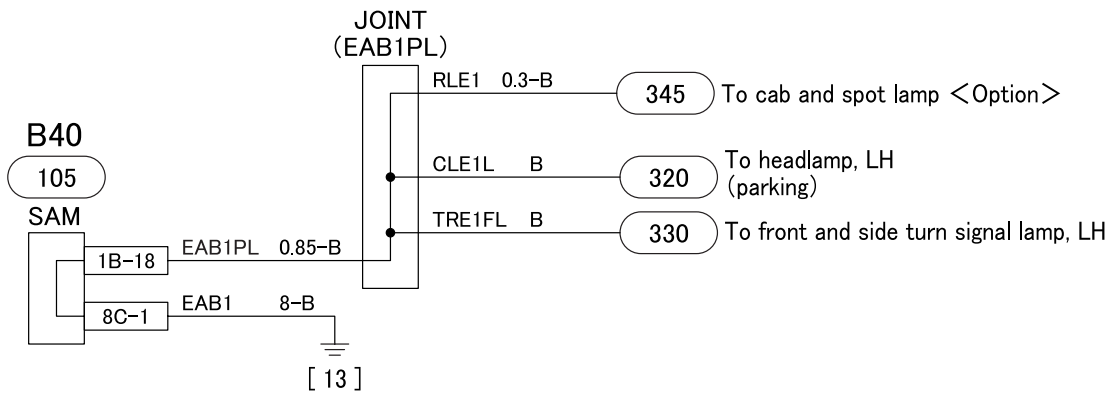 JOINT
(EAB1PL)
RLE1 0.3-B
345
To cab and spot lamp <Option>
B40
105
SAM
CLE1L B
320
To headlamp, LH
(parking)
TRE1FL B
330
To front and side turn signal lamp, LH
1B-18
EAB1PL 0.85-B
8C-1
EAB1 8-B
[ 13 ]